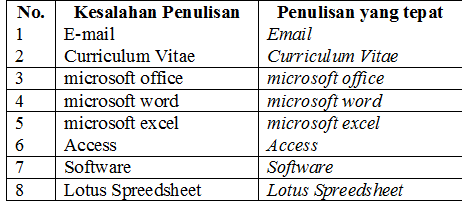 No. Kesalahan Penulisan Penulisan yang tepat
1 E-mail Email
2 Curriculum Vitae Curriculum Vitae
3 microsoft office microsoft office
4 microsoft word microsoft word
5 microsoft excel microsoft excel
6 Access Access
7 Software Software
8 Lotus Spreedsheet Lotus Spreedsheet